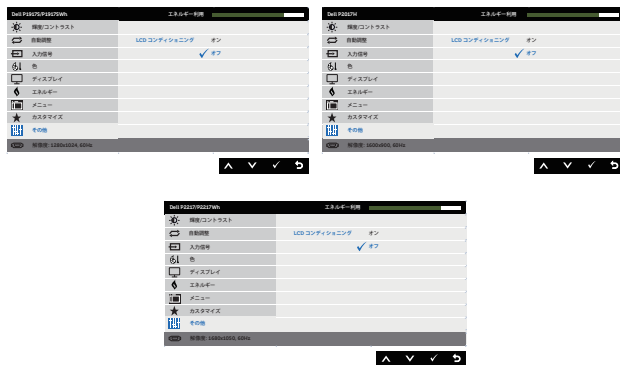 Dell P1917S/P1917SWh エネルギー利用
輝度/コントラスト
自動調整 LCD コンディショニング オン
入力信号 オフ
色
ディスプレイ
エネルギー
メニュー
カスタマイズ
その他
解像度: 1280x1024, 60Hz
Dell P2017H エネルギー利用
輝度/コントラスト
自動調整 LCD コンディショニング オン
入力信号 オフ
色
ディスプレイ
エネルギー
メニュー
カスタマイズ
その他
解像度: 1600x900, 60Hz
Dell P2217/P2217Wh エネルギー利用
輝度/コントラスト
自動調整 LCD コンディショニング オン
入力信号 オフ
色
ディスプレイ
エネルギー
メニュー
カスタマイズ
その他
解像度: 1680x1050, 60Hz